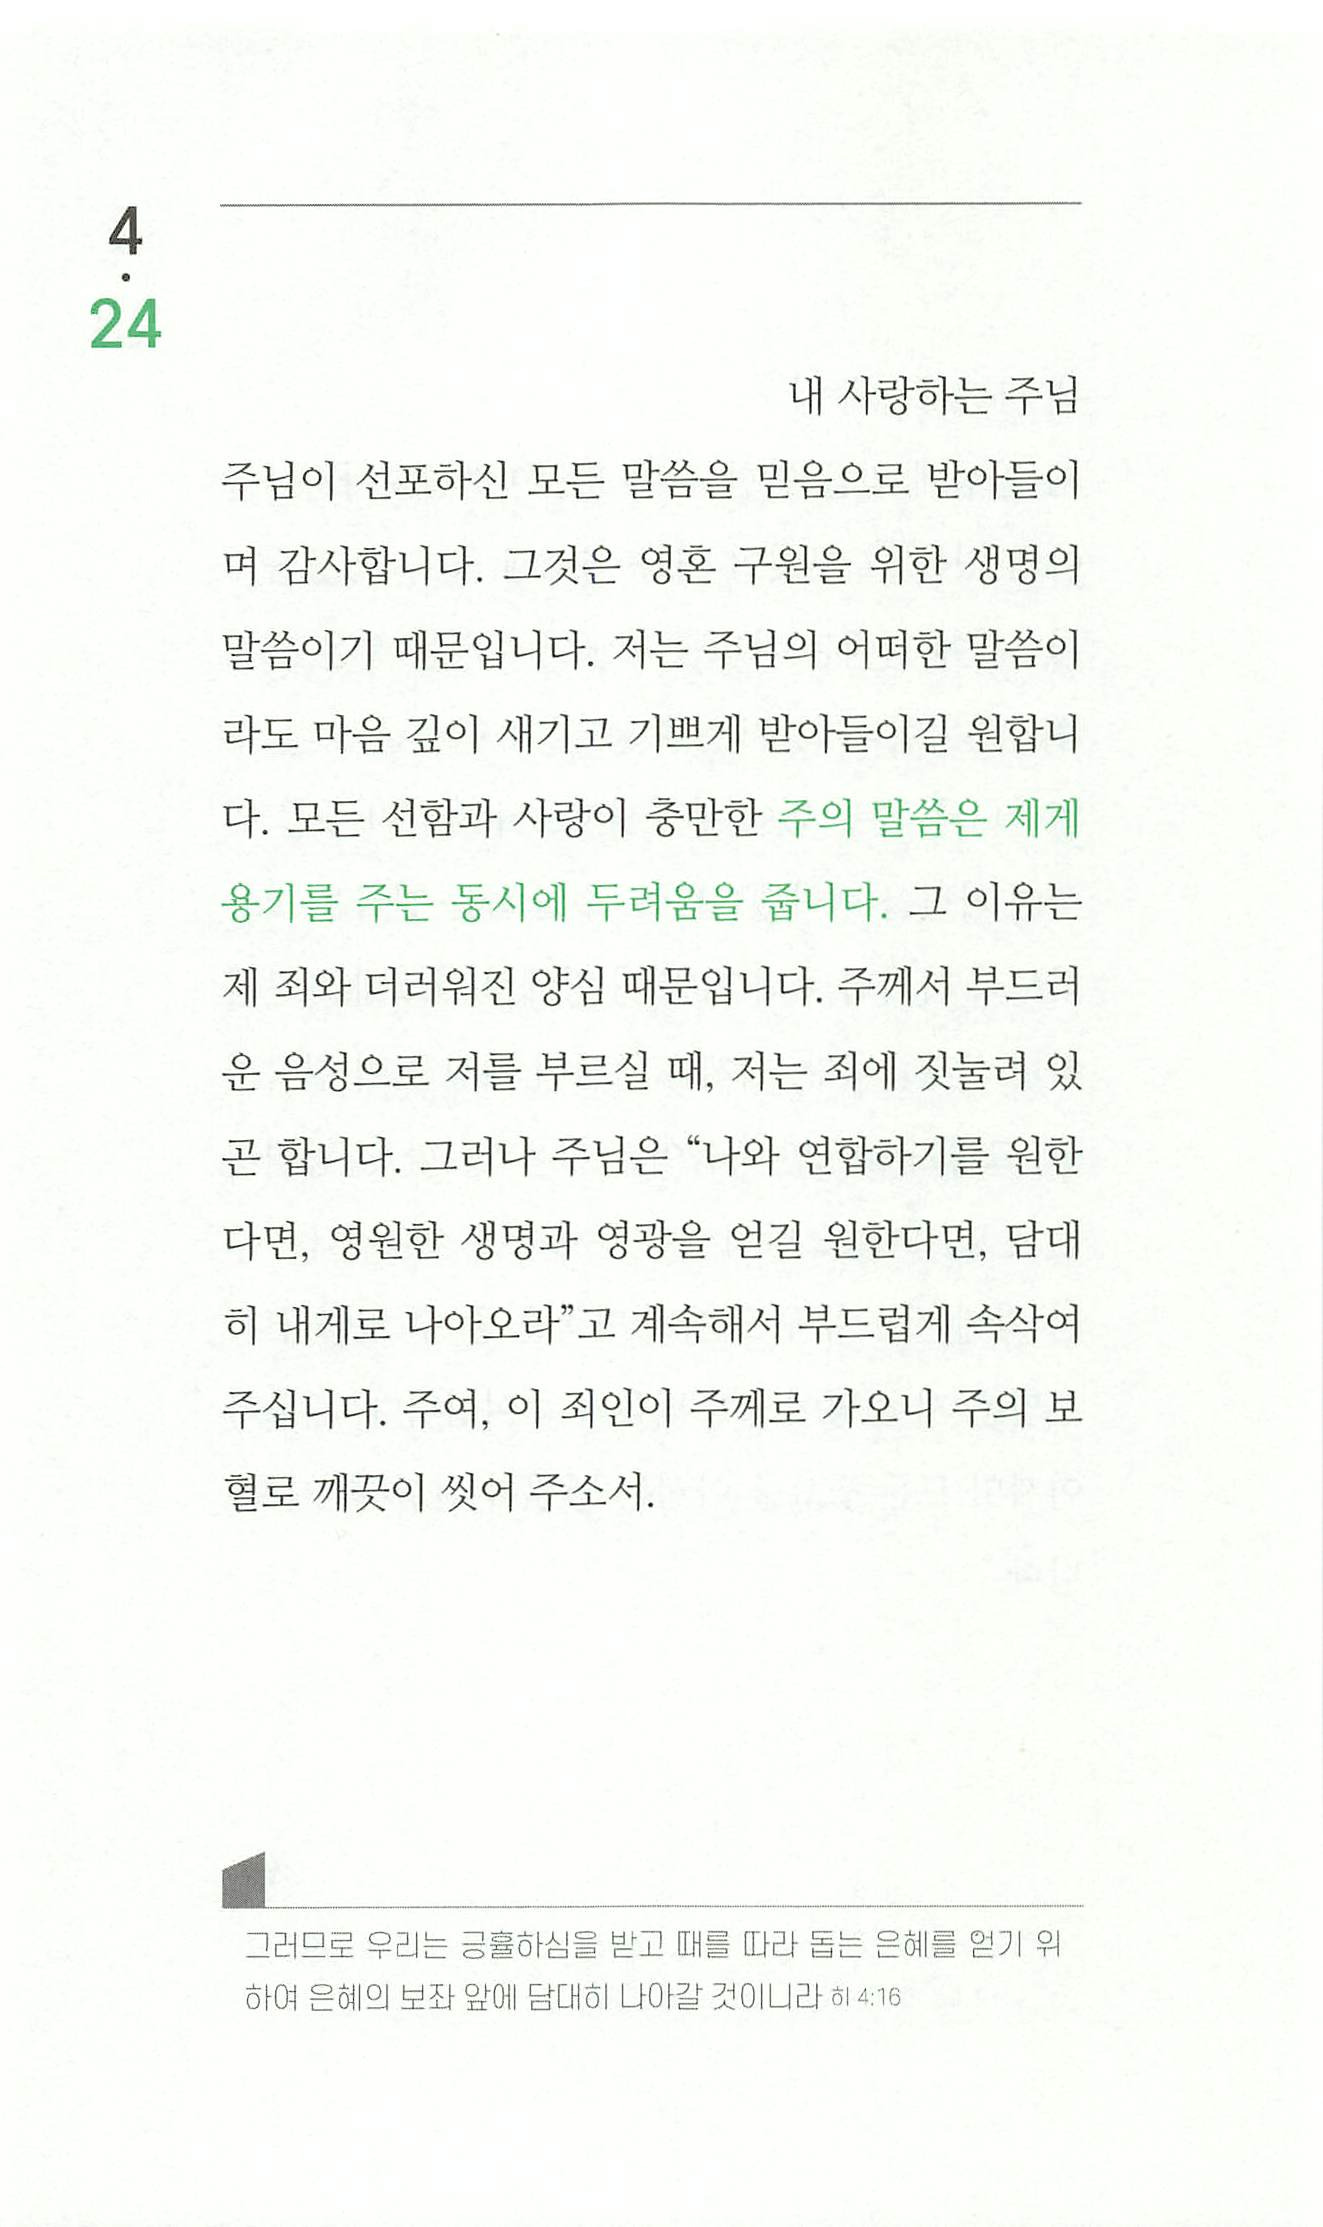 4
·
24
내 사랑하는 주님
주님이 선포하신 모든 말씀을 믿음으로 받아들이
며 감사합니다. 그것은 영혼 구원을 위한 생명의
말씀이기 때문입니다. 저는 주님의 어떠한 말씀이
라도 마음 깊이 새기고 기쁘게 받아들이길 원합니
다. 모든 선함과 사랑이 충만한 주의 말씀은 제게
용기를 주는 동시에 두려움을 줍니다. 그 이유는
제 죄와 더러워진 양심 때문입니다. 주께서 부드러
운 음성으로 저를 부르실 때, 저는 죄에 짓눌려 있
곤 합니다. 그러나 주님은 “나와 연합하기를 원한
다면, 영원한 생명과 영광을 얻길 원한다면, 담대
히 내게로 나아오라”고 계속해서 부드럽게 속삭여
주십니다. 주여, 이 죄인이 주께로 가오니 주의 보
혈로 깨끗이 씻어 주소서.
그러므로 우리는 긍휼하심을 받고 때를 따라 돕는 은혜를 얻기 위
하여 은혜의 보좌 앞에 담대히 나아갈 것이니라 히 4:16